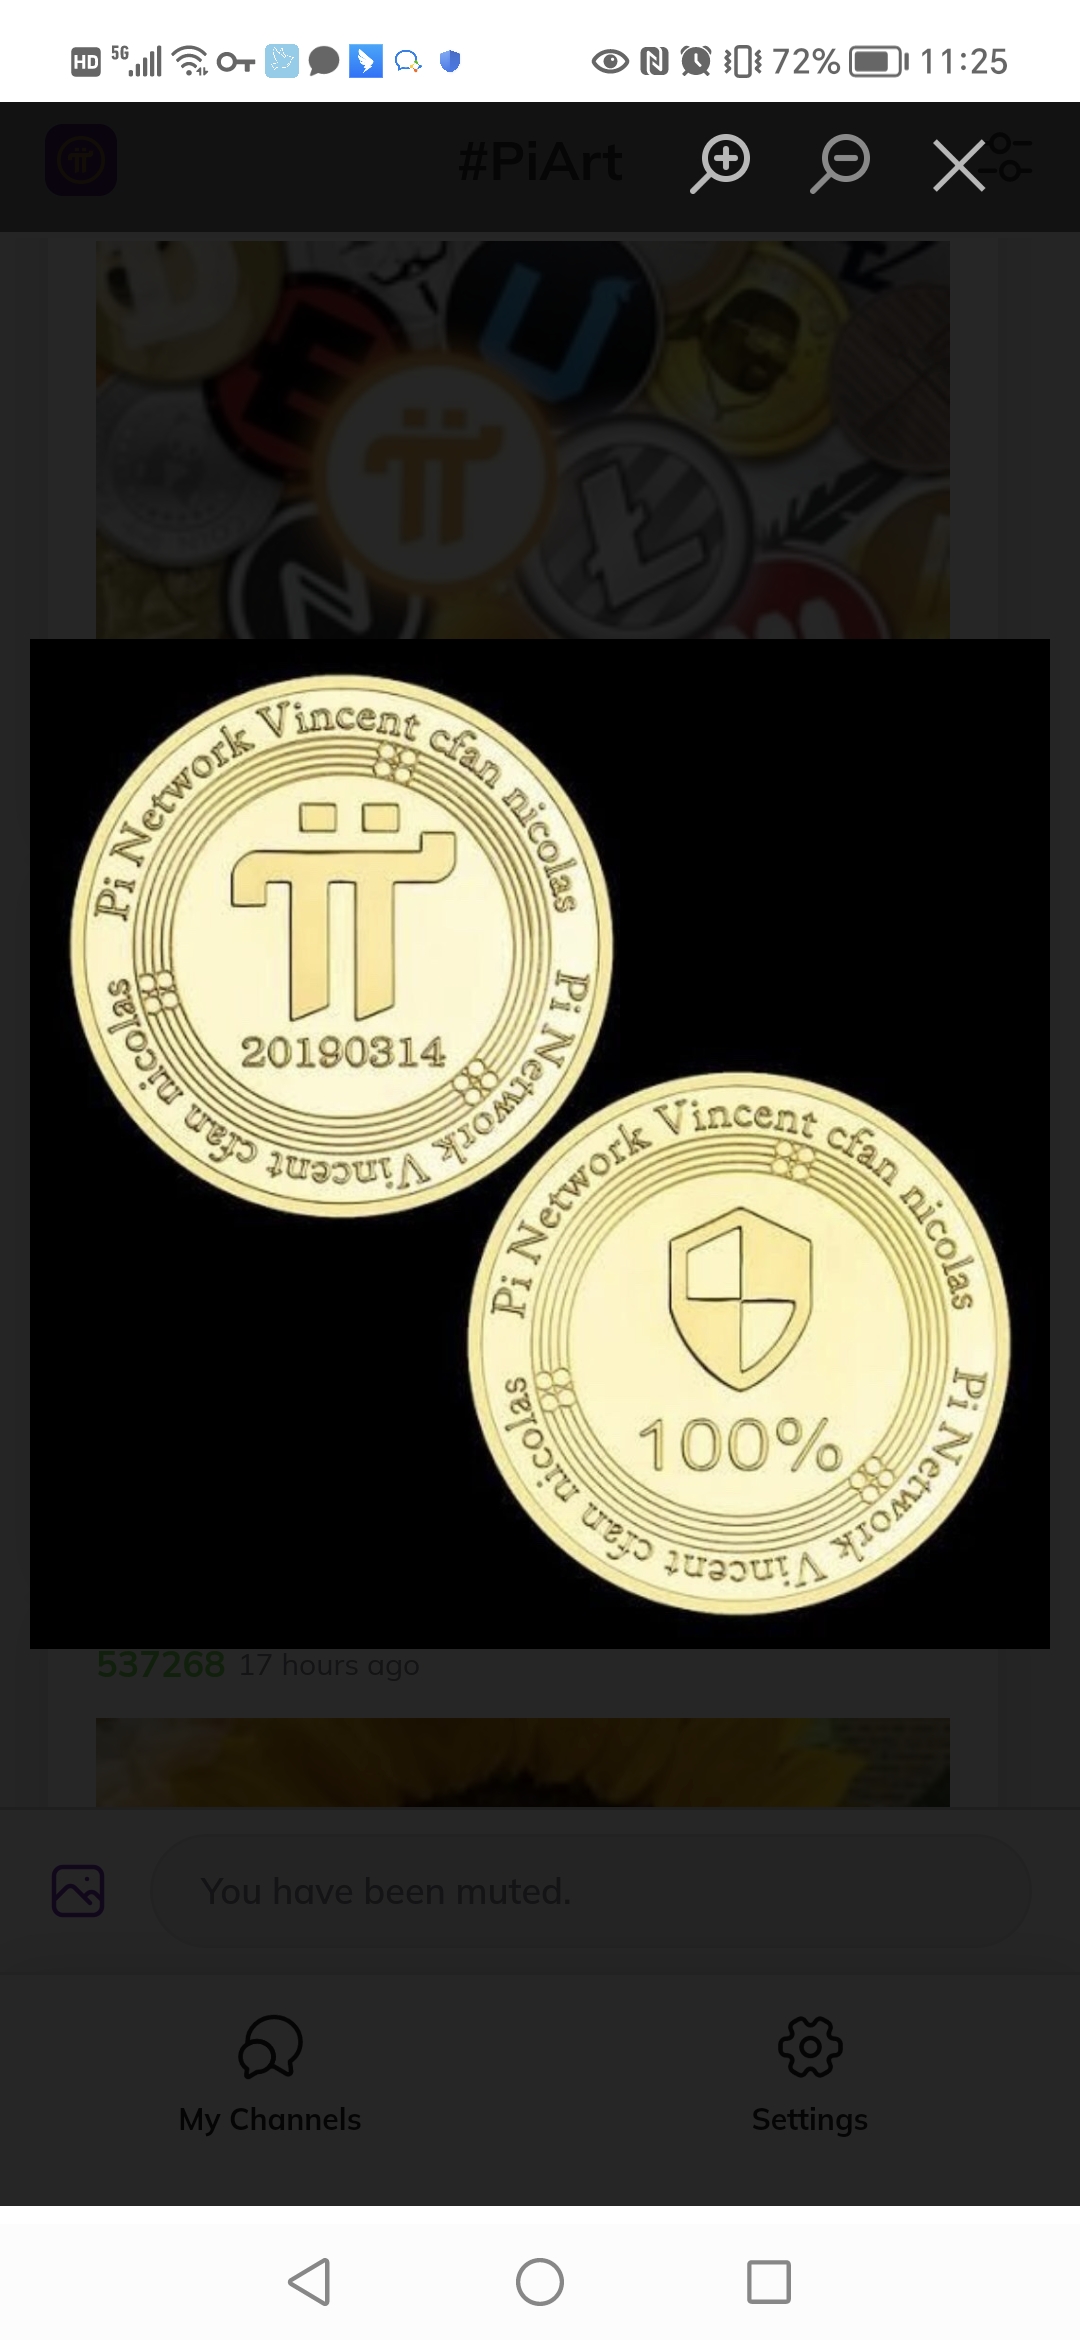 HD 5G 72% 11:25
#PiArt
Pi Network Vincent cfan nicolas
Pi Network Vincent cfan nicolas
20190314
Pi Network Vincent cfan nicolas
Pi Network Vincent cfan nicolas
100%
537268 17 hours ago
You have been muted.
My Channels
Settings